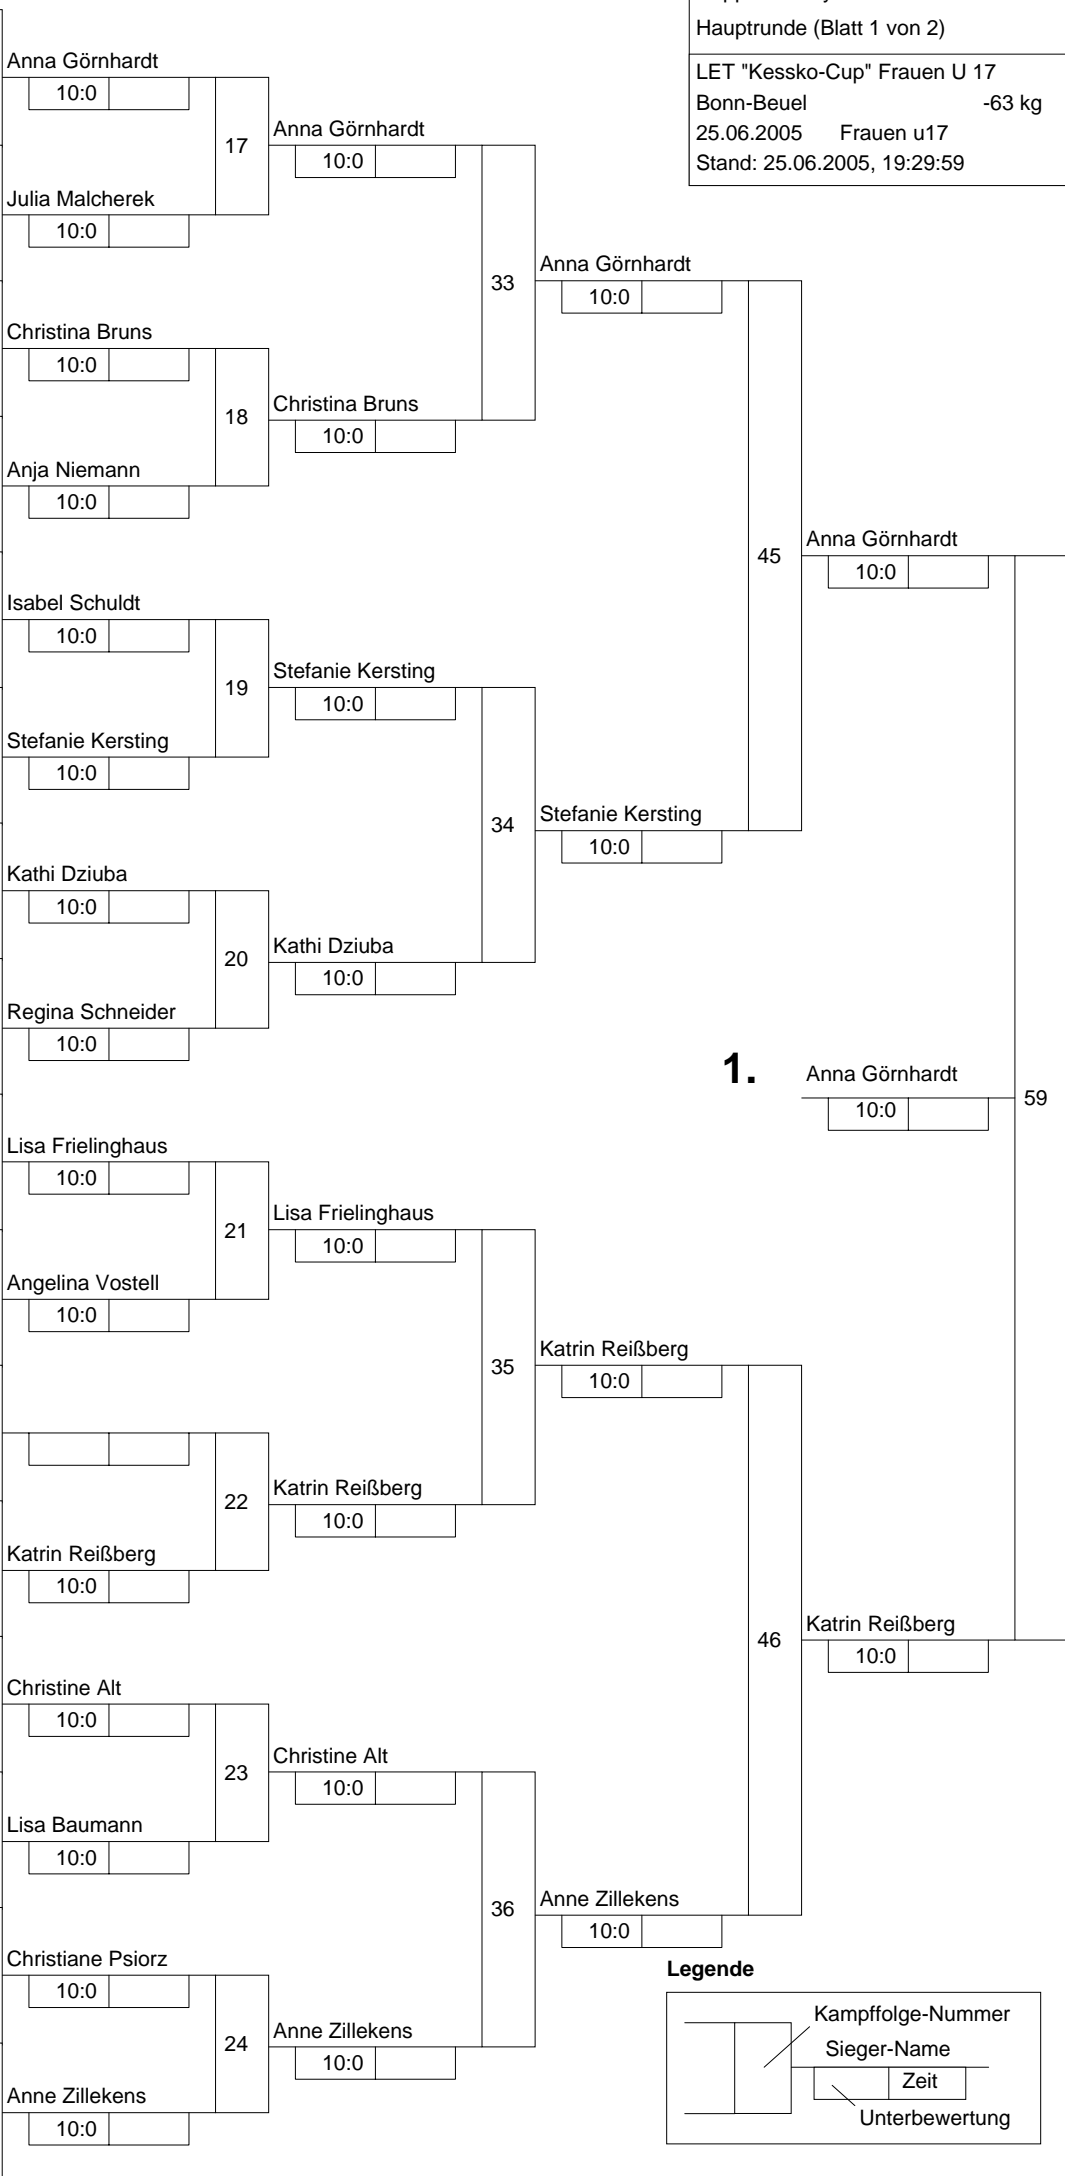 Hauptrunde (Blatt 1 von 2)
LET "Kessko-Cup" Frauen U 17
Bonn-Beuel -63 kg
25.06.2005 Frauen u17
Stand: 25.06.2005, 19:29:59
Anna Görnhardt
10:0
17
Julia Malcherek
10:0
Christina Bruns
10:0
18
Anja Niemann
10:0
Isabel Schuldt
10:0
19
Stefanie Kersting
10:0
Kathi Dziuba
10:0
20
Regina Schneider
10:0
Lisa Frielinghaus
10:0
21
Angelina Vostell
10:0
22
Katrin Reißberg
10:0
Christine Alt
10:0
23
Lisa Baumann
10:0
Christiane Psiorz
10:0
24
Anne Zillekens
10:0
Anna Görnhardt
10:0
33
Christina Bruns
10:0
Stefanie Kersting
10:0
34
Kathi Dziuba
10:0
Lisa Frielinghaus
10:0
35
Katrin Reißberg
10:0
Christine Alt
10:0
36
Anne Zillekens
10:0
Anna Görnhardt
10:0
45
Stefanie Kersting
10:0
Katrin Reißberg
10:0
46
Anne Zillekens
10:0
Anna Görnhardt
10:0
1. Anna Görnhardt
10:0
59
Katrin Reißberg
10:0
Legende
Kampffolge-Nummer
Sieger-Name
Zeit
Unterbewertung